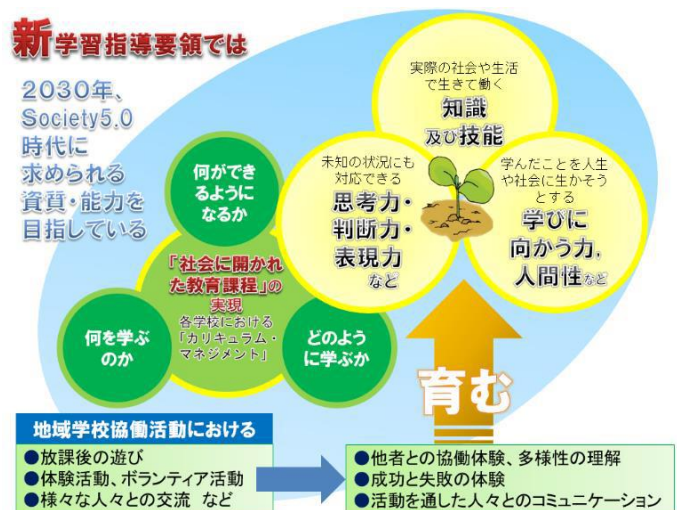 新学習指導要領では
2030年、
Society5.0
時代に
求められる
資質・能力を
目指している
何ができ
るように
なるか
「社会に開かれ
た教育課程」の
実現
各学校における
「カリキュラム・
マネジメント」
何を学ぶ
のか
どのよう
に学ぶか
実際の社会や生活
で生きて働く
知識
及び技能
未知の状況にも
対応できる
思考力・
判断力・
表現力
など
学んだことを人生
や社会に生かそう
とする
学びに
向かう力,
人間性など
育む
地域学校協働活動における
●放課後の遊び
●体験活動、ボランティア活動
●様々な人々との交流 など
●他者との協働体験、多様性の理解
●成功と失敗の体験
●活動を通した人々とのコミュニケーション